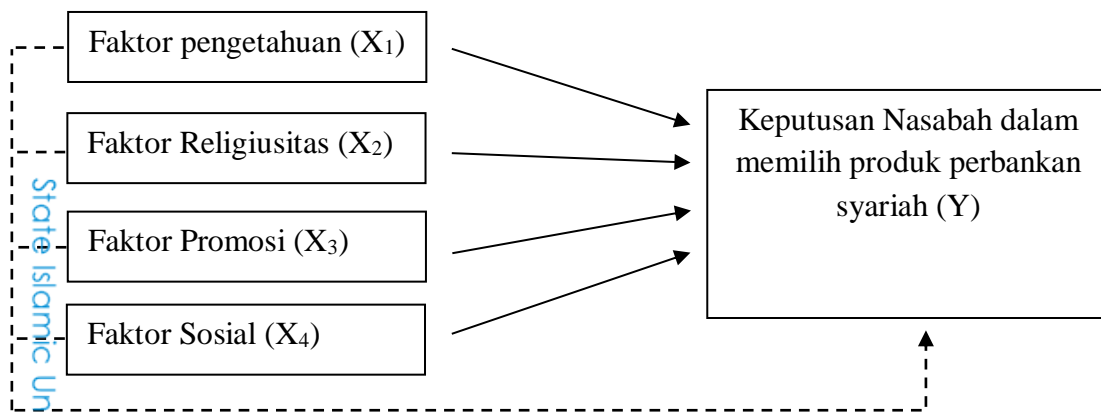 Faktor pengetahuan (X₁)
Faktor Religiusitas (X₂)
Faktor Promosi (X₃)
Faktor Sosial (X₄)
Keputusan Nasabah dalam
memilih produk perbankan
syariah (Y)
State Islamic Un